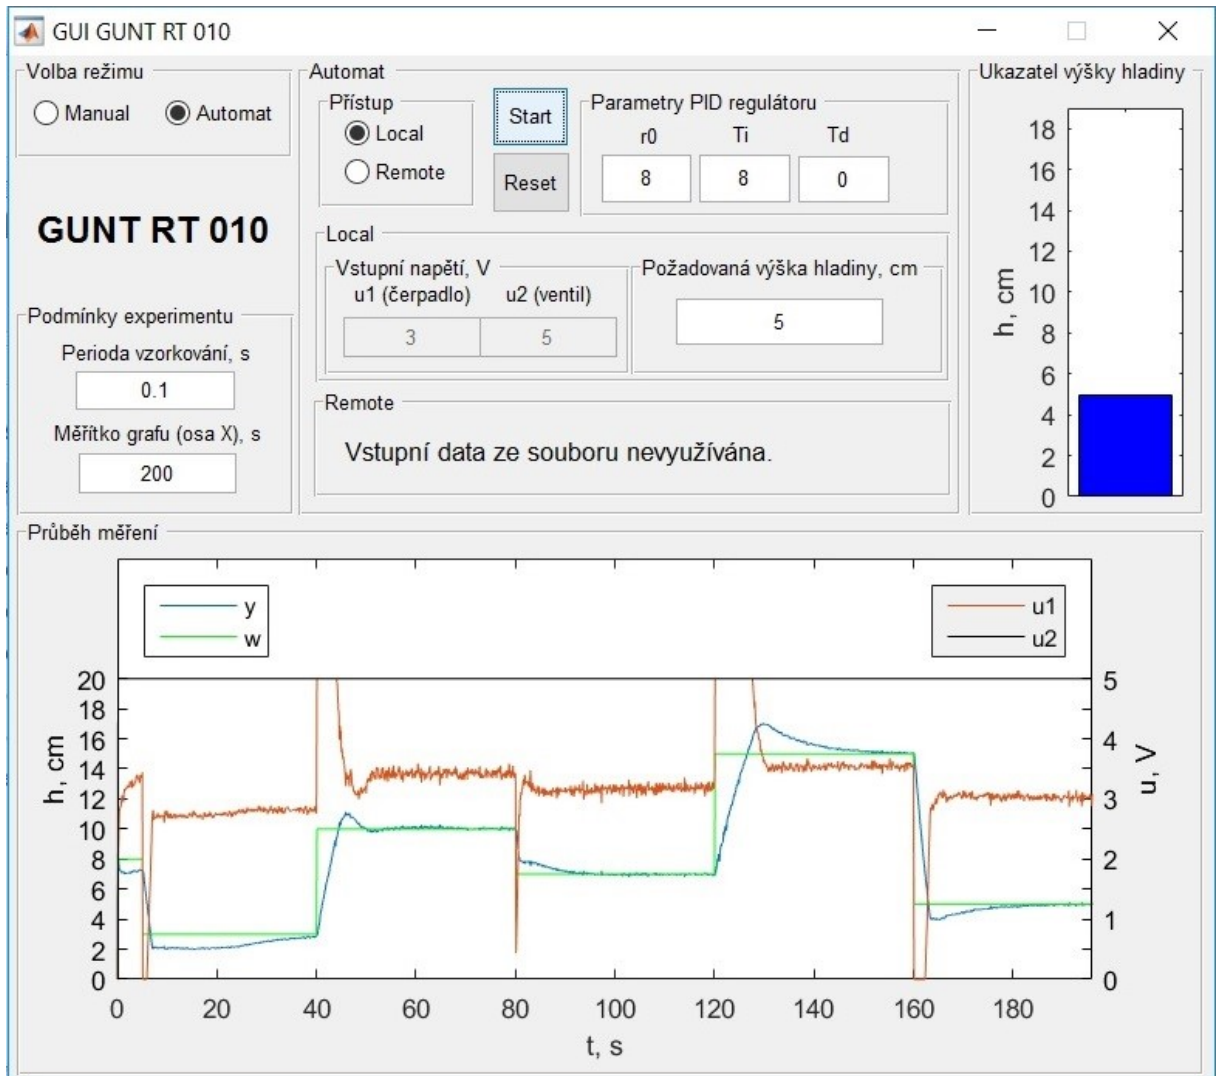 GUI GUNT RT 010
Volba režimu
Manual
Automat
GUNT RT 010
Podmínky experimentu
Perioda vzorkování, s
0.1
Měřítko grafu (osa X), s
200
Automat
Přístup
Local
Remote
Start
Reset
Parametry PID regulátoru
r0 Ti Td
8 8 0
Local
Vstupní napětí, V
u1 (čerpadlo) u2 (ventil)
3 5
Požadovaná výška hladiny, cm
5
Remote
Vstupní data ze souboru nevyužívána.
Ukazatel výšky hladiny
18
16
14
12
10
8
6
4
2
0
h, cm
Průběh měření
y
w
u1
u2
20
18
16
14
12
10
8
6
4
2
0
h, cm
5
4
3
2
1
0
u, V
0 20 40 60 80 100 120 140 160 180
t, s